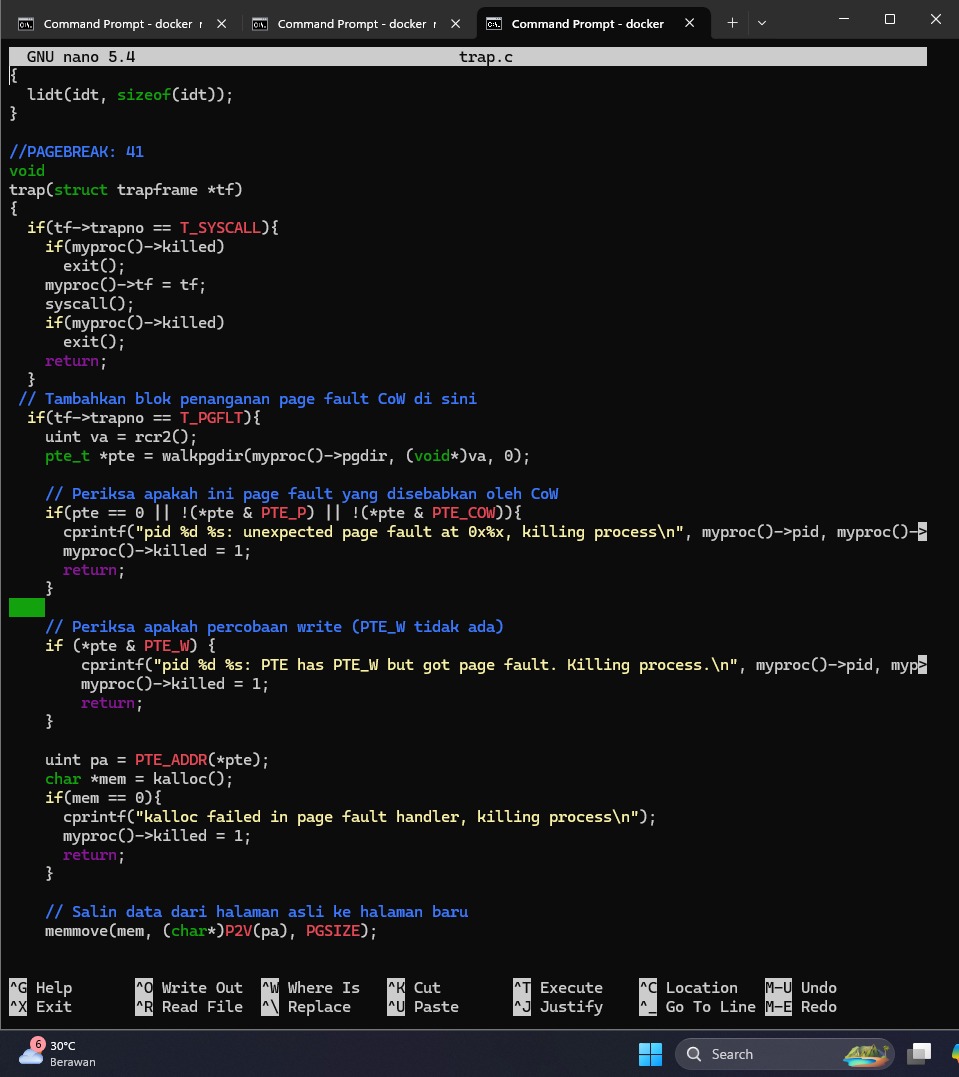 Command Prompt - docker r
Command Prompt - docker r
Command Prompt - docker
GNU nano 5.4 trap.c
{
  lidt(idt, sizeof(idt));
}
//PAGEBREAK: 41
void
trap(struct trapframe *tf)
{
  if(tf->trapno == T_SYSCALL){
    if(myproc()->killed)
      exit();
    myproc()->tf = tf;
    syscall();
    if(myproc()->killed)
      exit();
    return;
  }
 // Tambahkan blok penanganan page fault CoW di sini
  if(tf->trapno == T_PGFLT){
    uint va = rcr2();
    pte_t *pte = walkpgdir(myproc()->pgdir, (void*)va, 0);
    // Periksa apakah ini page fault yang disebabkan oleh CoW
    if(pte == 0 || !(*pte & PTE_P) || !(*pte & PTE_COW)){
      cprintf("pid %d %s: unexpected page fault at 0x%x, killing process\n", myproc()->pid, myproc()->
      myproc()->killed = 1;
      return;
    }
    // Periksa apakah percobaan write (PTE_W tidak ada)
    if (*pte & PTE_W) {
        cprintf("pid %d %s: PTE has PTE_W but got page fault. Killing process.\n", myproc()->pid, myp>
        myproc()->killed = 1;
        return;
    }
    uint pa = PTE_ADDR(*pte);
    char *mem = kalloc();
    if(mem == 0){
      cprintf("kalloc failed in page fault handler, killing process\n");
      myproc()->killed = 1;
      return;
    }
    // Salin data dari halaman asli ke halaman baru
    memmove(mem, (char*)P2V(pa), PGSIZE);
^G Help ^O Write Out ^W Where Is ^K Cut ^T Execute ^C Location M-U Undo
^X Exit ^R Read File ^\ Replace ^U Paste ^J Justify ^_ Go To Line M-E Redo
6 30°C
Berawan
Search